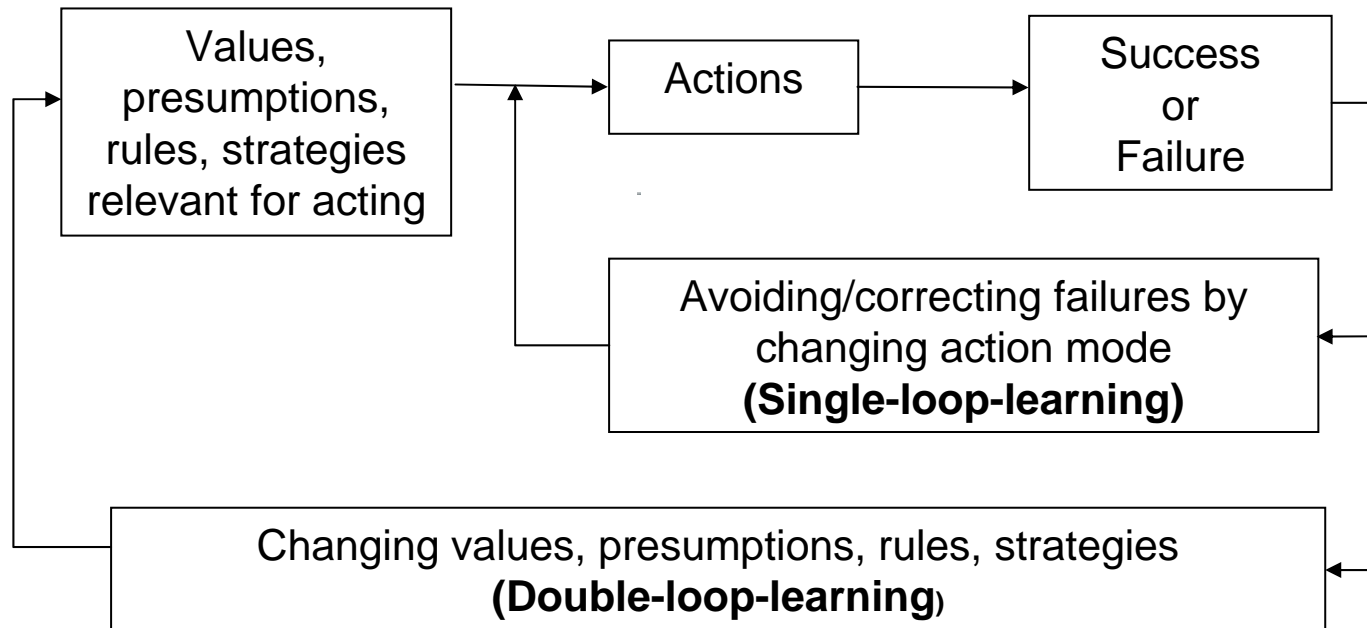 Values,
presumptions,
rules, strategies
relevant for acting
Actions
Success
or
Failure
Avoiding/correcting failures by
changing action mode
(Single-loop-learning)
Changing values, presumptions, rules, strategies
(Double-loop-learning)